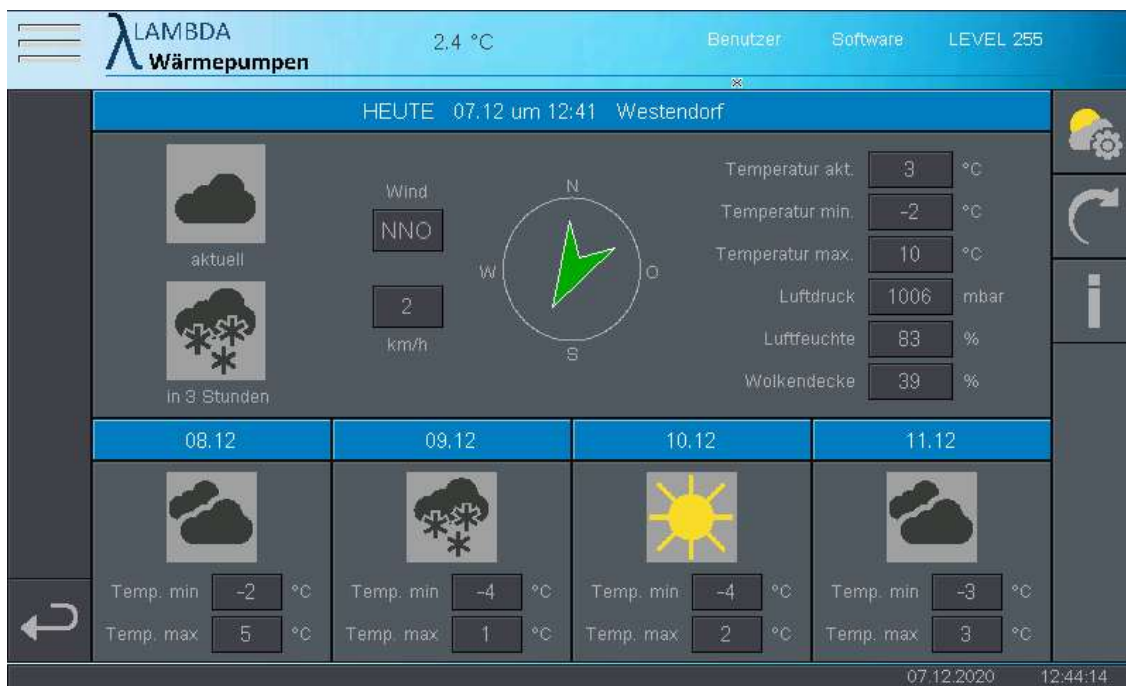 LAMBDA
Wärmepumpen
2.4 °C
Benutzer
Software
LEVEL 255
HEUTE 07.12 um 12:41 Westendorf
aktuell
in 3 Stunden
Wind
NNO
2
km/h
N
W
O
S
Temperatur akt. 3 °C
Temperatur min. -2 °C
Temperatur max. 10 °C
Luftdruck 1006 mbar
Luftfeuchte 83 %
Wolkendecke 39 %
08.12
Temp. min -2 °C
Temp. max 5 °C
09.12
Temp. min -4 °C
Temp. max 1 °C
10.12
Temp. min -4 °C
Temp. max 2 °C
11.12
Temp. min -3 °C
Temp. max 3 °C
07.12.2020 12:44:14